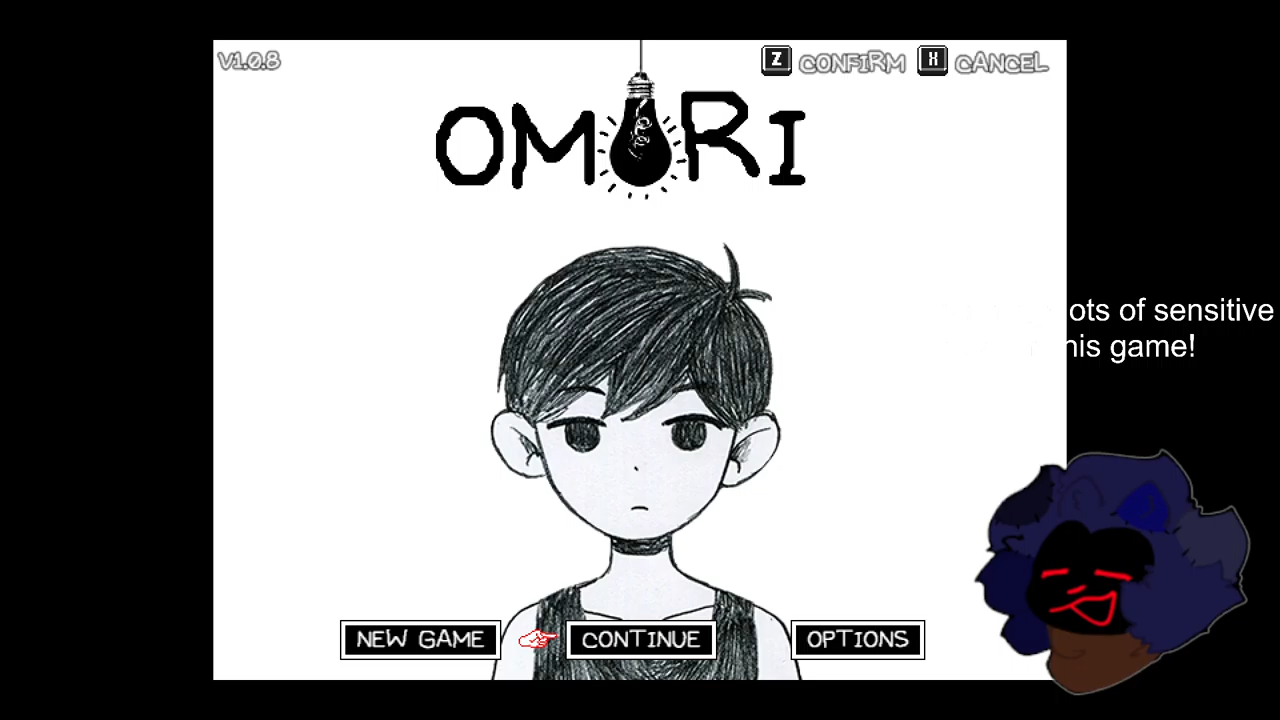 V1.0.8
Z CONFIRM X CANCEL
OMORI
ots of sensitive
his game!
NEW GAME
CONTINUE
OPTIONS